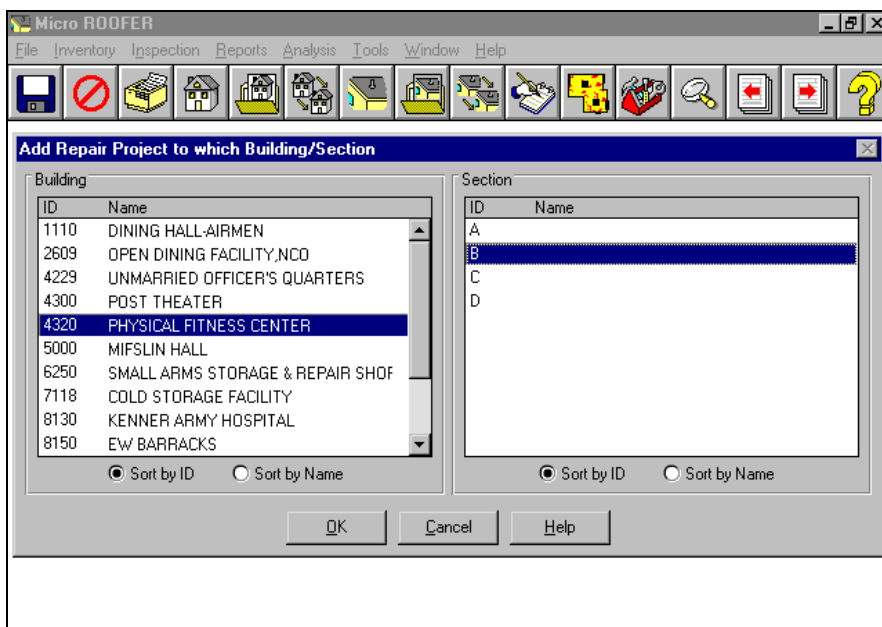 Micro ROOFER
File Inventory Inspection Reports Analysis Tools Window Help
Add Repair Project to which Building/Section
Building
ID Name
1110 DINING HALL-AIRMEN
2609 OPEN DINING FACILITY,NCO
4229 UNMARRIED OFFICER'S QUARTERS
4300 POST THEATER
4320 PHYSICAL FITNESS CENTER
5000 MIFSLIN HALL
6250 SMALL ARMS STORAGE & REPAIR SHOF
7118 COLD STORAGE FACILITY
8130 KENNER ARMY HOSPITAL
8150 EW BARRACKS
Sort by ID Sort by Name
Section
ID Name
A
B
C
D
Sort by ID Sort by Name
OK Cancel Help